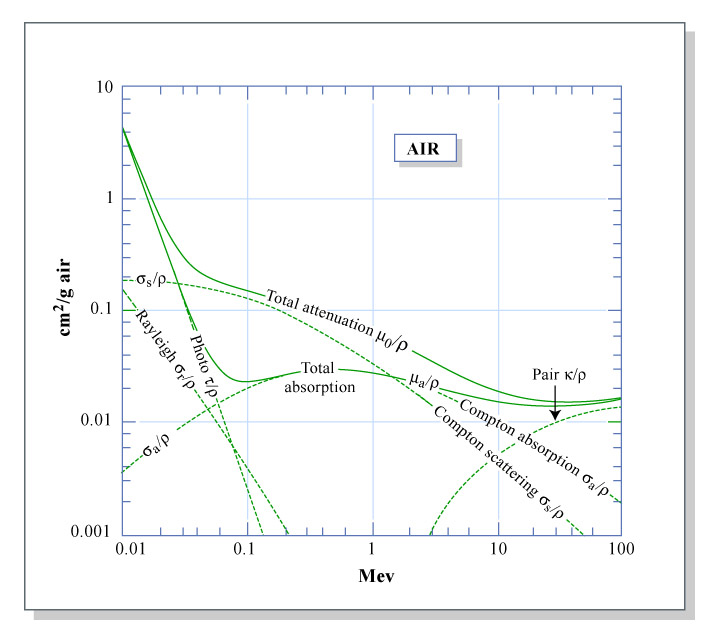 10
AIR
1
σs/ρ
cm²/g air
Total attenuation μ0/ρ
0.1
Rayleigh σr/ρ
Photo τ/ρ
Total
absorption
μa/ρ
Pair κ/ρ
Compton absorption σa/ρ
Compton scattering σs/ρ
0.01
σa/ρ
0.001
0.01
0.1
1
10
100
Mev